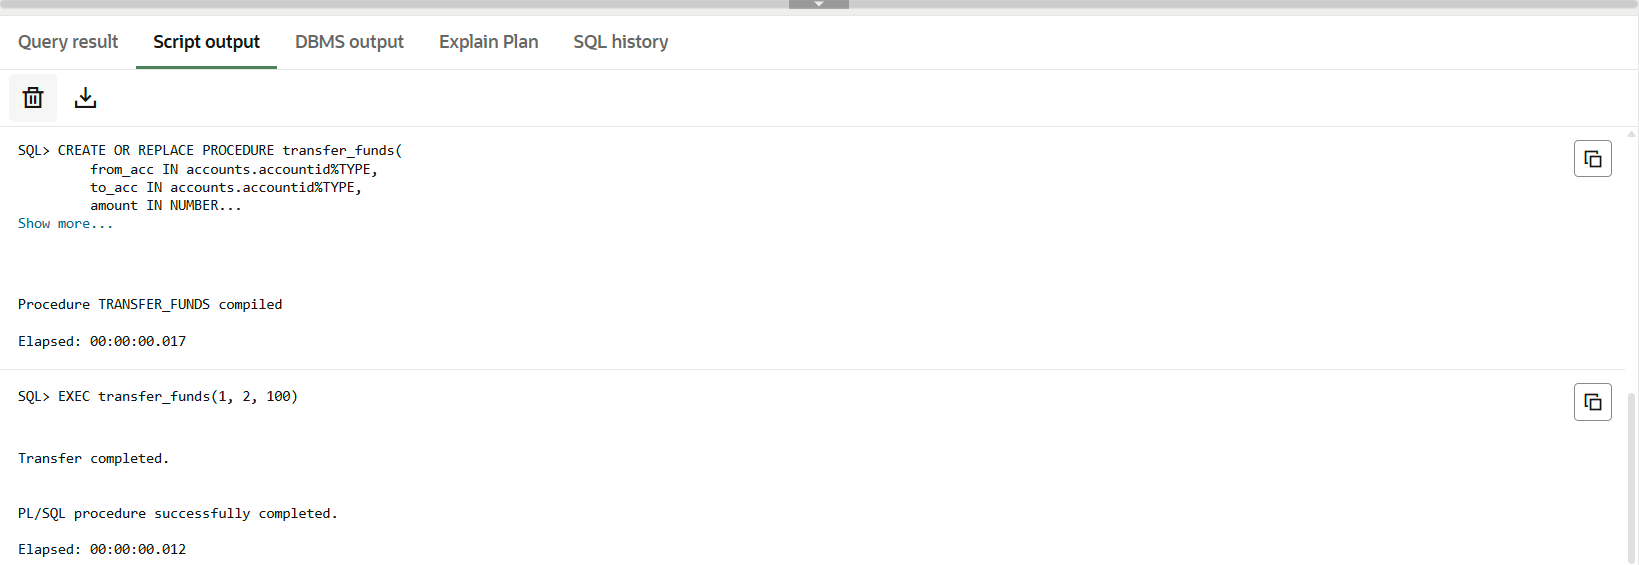 Query result Script output DBMS output Explain Plan SQL history
SQL> CREATE OR REPLACE PROCEDURE transfer_funds(
from_acc IN accounts.accountid%TYPE,
to_acc IN accounts.accountid%TYPE,
amount IN NUMBER...
Show more...
Procedure TRANSFER_FUNDS compiled
Elapsed: 00:00:00.017
SQL> EXEC transfer_funds(1, 2, 100)
Transfer completed.
PL/SQL procedure successfully completed.
Elapsed: 00:00:00.012